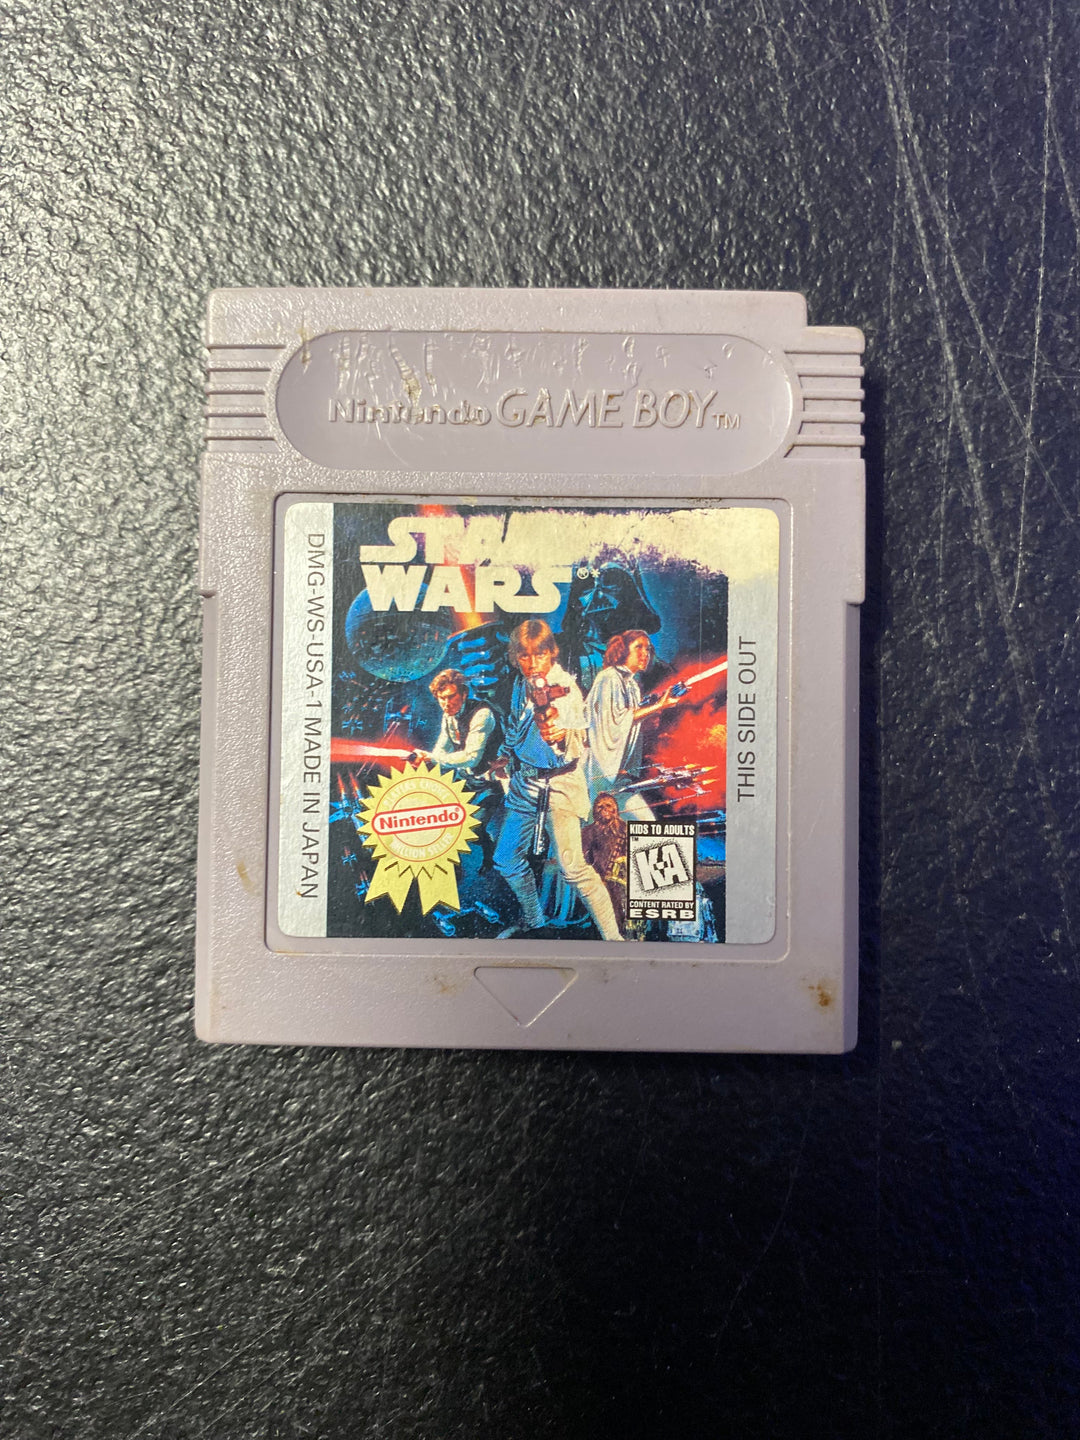 Nintendo GAME BOY TM
STAR
WARS ®*
DMG-WS-USA-1 MADE IN JAPAN
THIS SIDE OUT
Nintendo®
KIDS TO ADULTS
TM
K-A
CONTENT RATED BY
ESRB